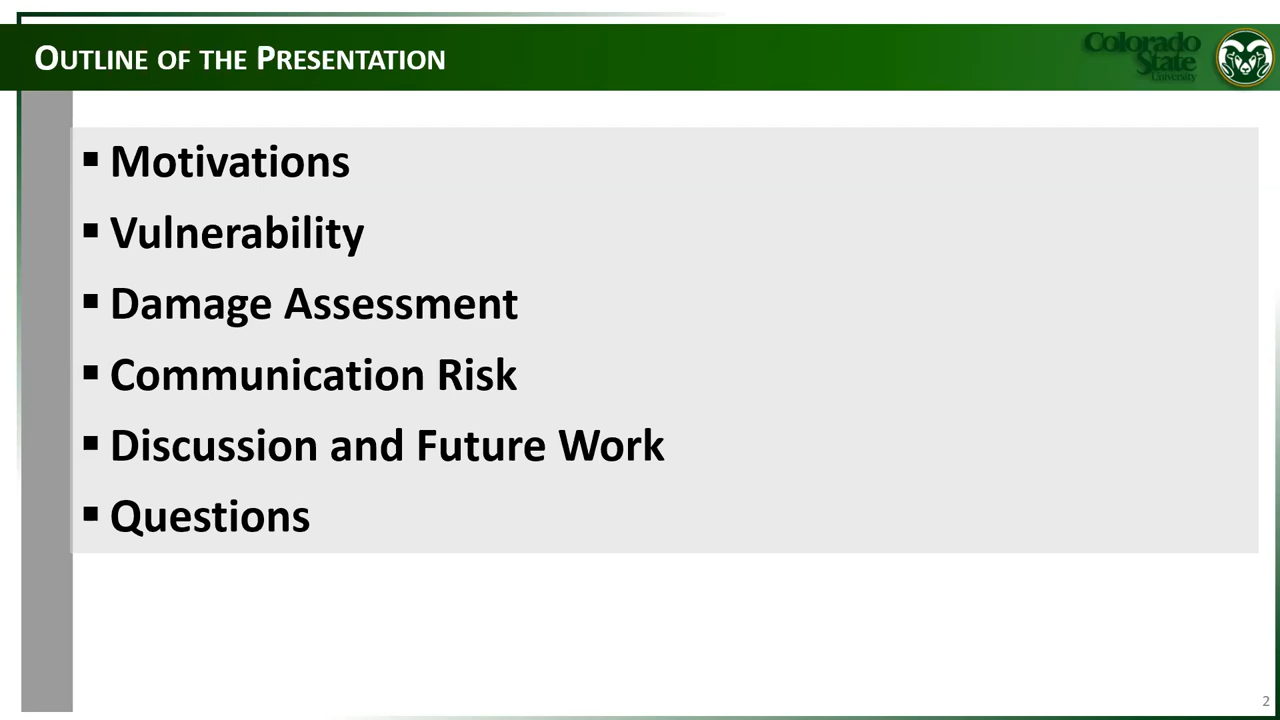 OUTLINE OF THE PRESENTATION
Colorado
State
University
▪ Motivations
▪ Vulnerability
▪ Damage Assessment
▪ Communication Risk
▪ Discussion and Future Work
▪ Questions
2